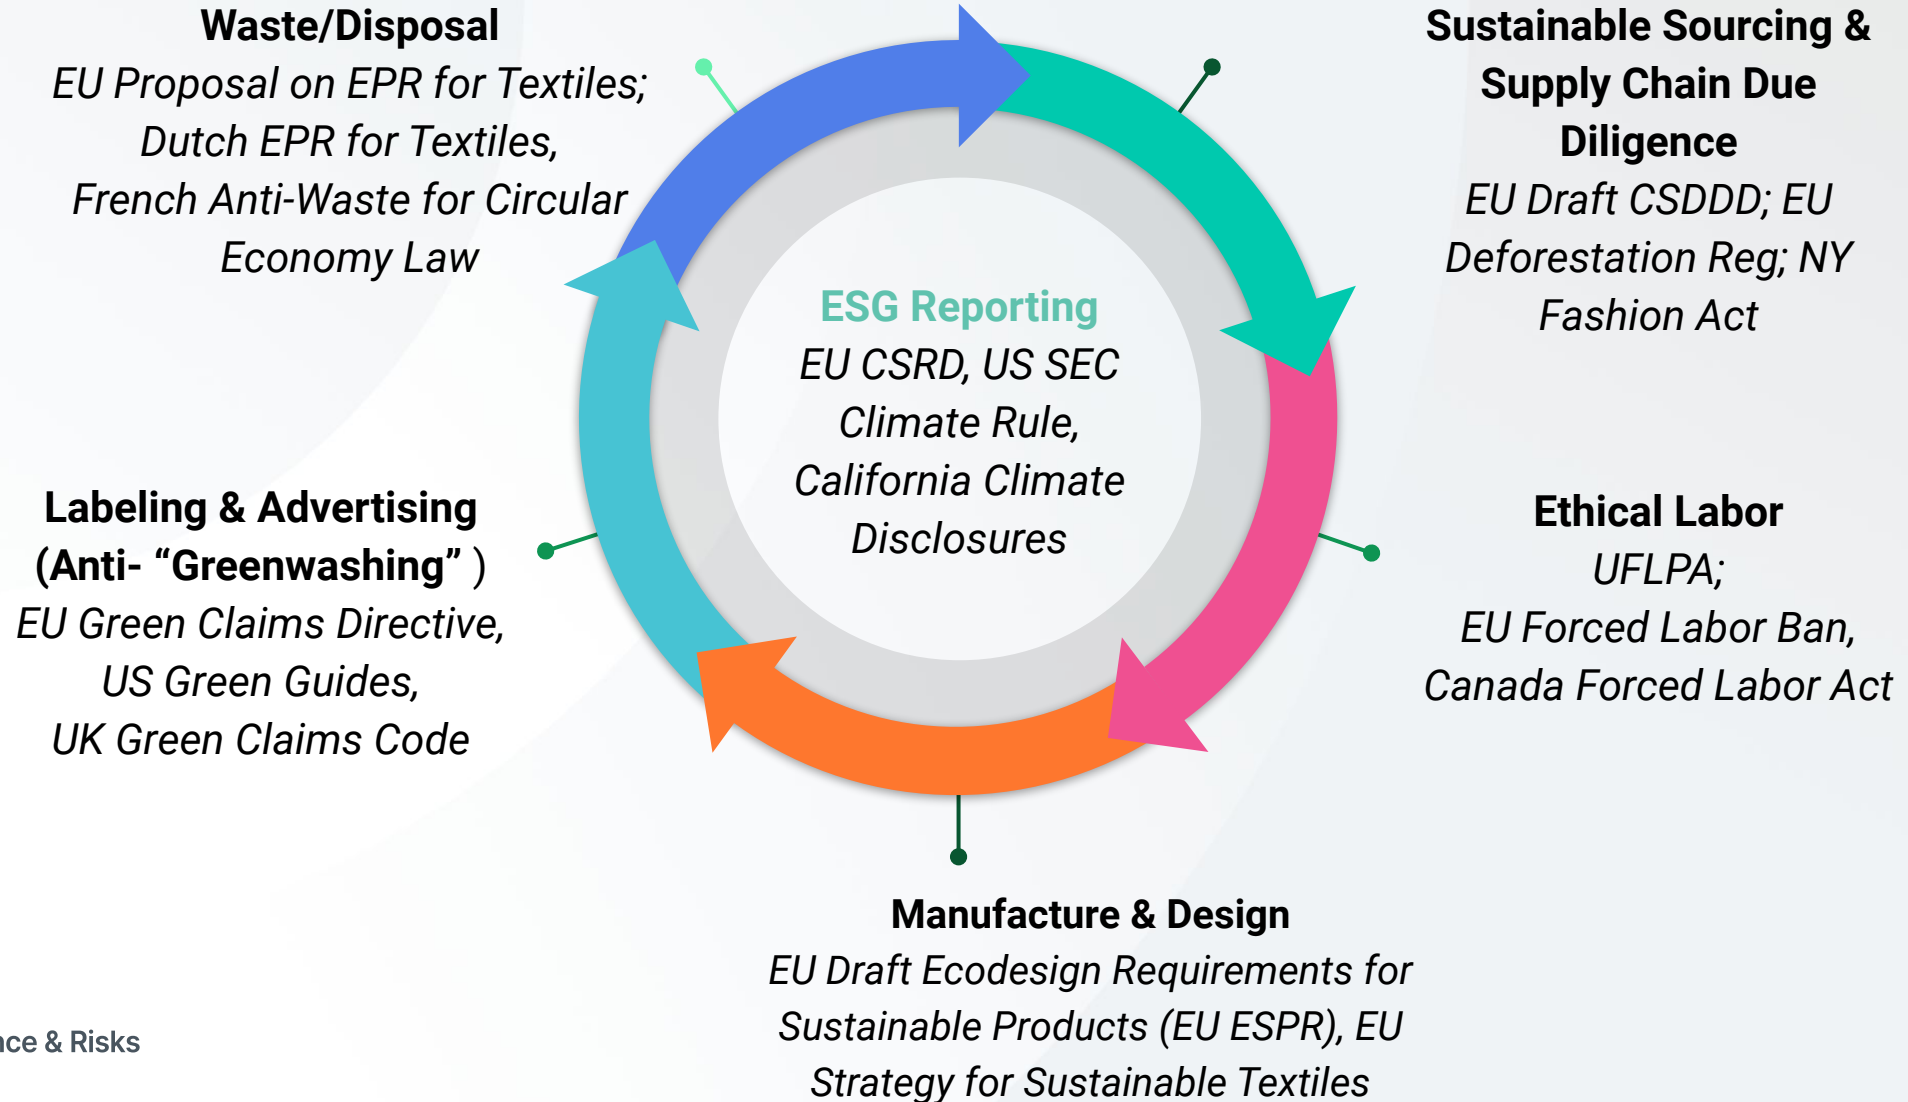 Waste/Disposal
EU Proposal on EPR for Textiles;
Dutch EPR for Textiles,
French Anti-Waste for Circular
Economy Law
Sustainable Sourcing &
Supply Chain Due
Diligence
EU Draft CSDDD; EU
Deforestation Reg; NY
Fashion Act
ESG Reporting
EU CSRD, US SEC
Climate Rule,
California Climate
Disclosures
Labeling & Advertising
(Anti- “Greenwashing” )
EU Green Claims Directive,
US Green Guides,
UK Green Claims Code
Ethical Labor
UFLPA;
EU Forced Labor Ban,
Canada Forced Labor Act
Manufacture & Design
EU Draft Ecodesign Requirements for
Sustainable Products (EU ESPR), EU
Strategy for Sustainable Textiles
& Risks